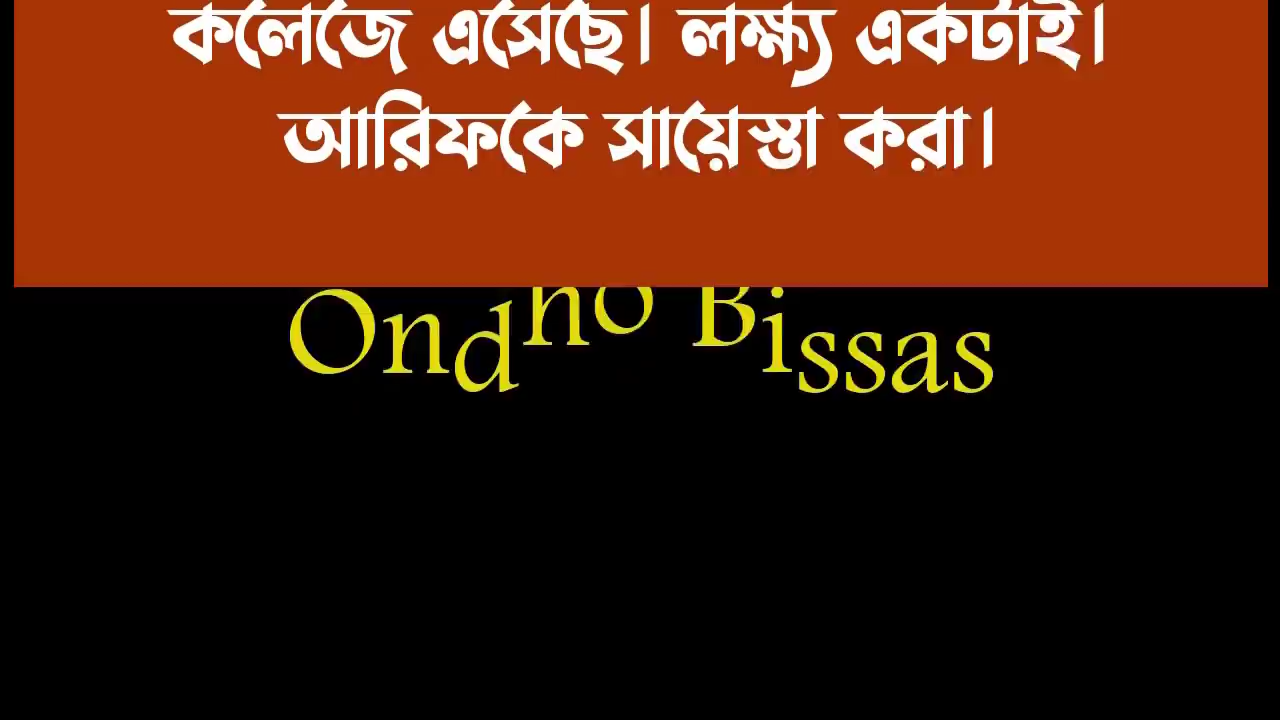 কলেজে এসেছে। লক্ষ্য একটাই।
আরিফকে সায়েস্তা করা।
Ondho Bissas